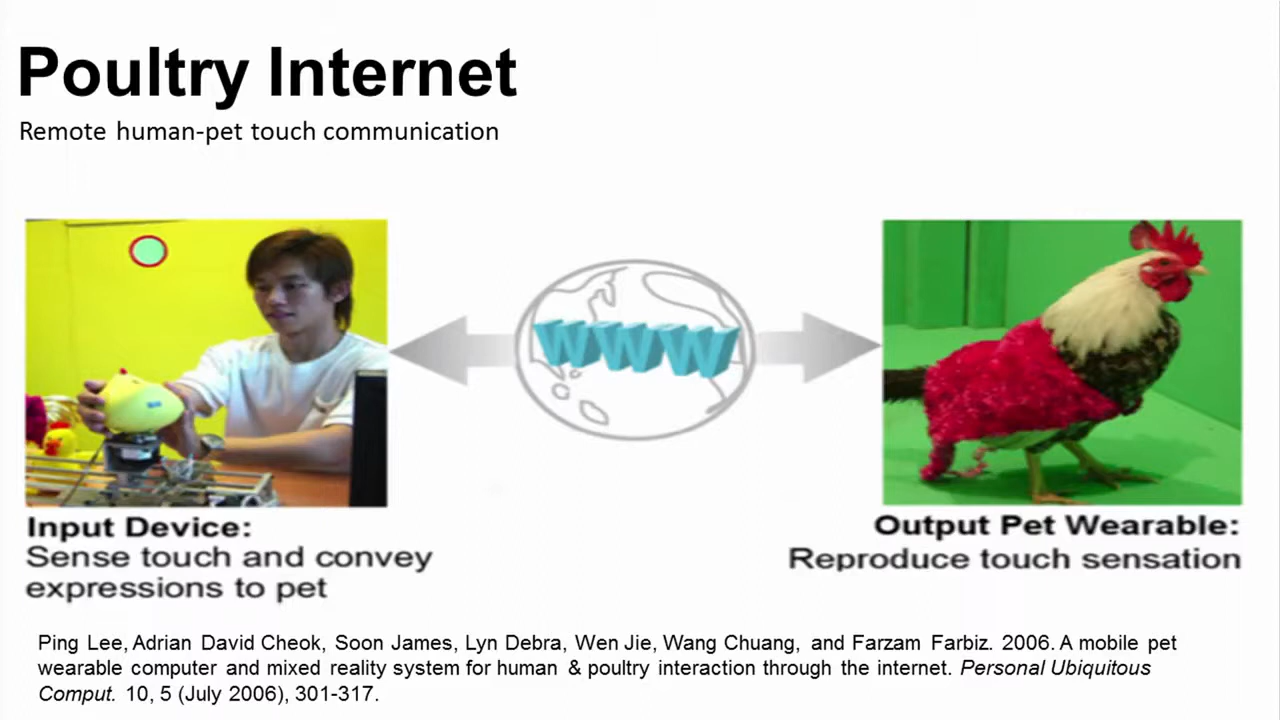 Poultry Internet
Remote human-pet touch communication
WWW
Input Device:
Sense touch and convey
expressions to pet
Output Pet Wearable:
Reproduce touch sensation
Ping Lee, Adrian David Cheok, Soon James, Lyn Debra, Wen Jie, Wang Chuang, and Farzam Farbiz. 2006. A mobile pet
wearable computer and mixed reality system for human & poultry interaction through the internet. Personal Ubiquitous
Comput. 10, 5 (July 2006), 301-317.